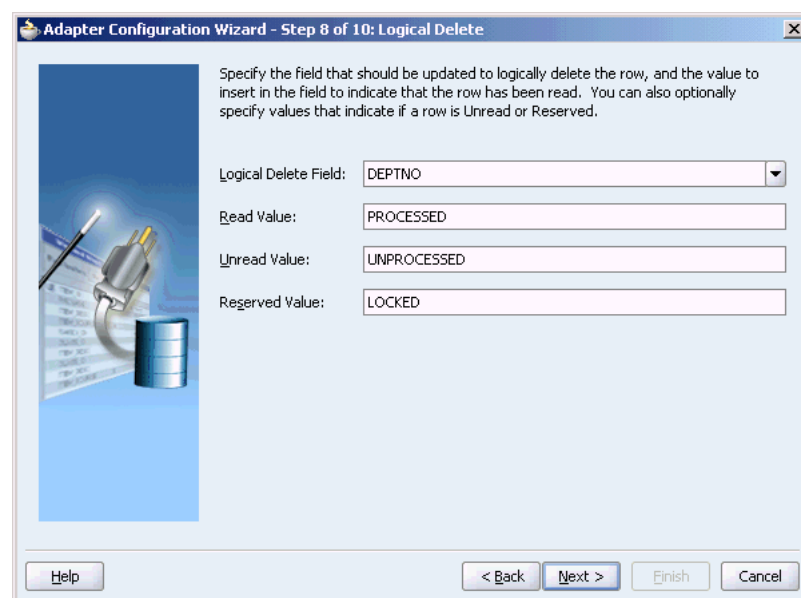 Adapter Configuration Wizard - Step 8 of 10: Logical Delete
Specify the field that should be updated to logically delete the row, and the value to
insert in the field to indicate that the row has been read. You can also optionally
specify values that indicate if a row is Unread or Reserved.
Logical Delete Field: DEPTNO
Read Value: PROCESSED
Unread Value: UNPROCESSED
Reserved Value: LOCKED
Help < Back Next > Finish Cancel